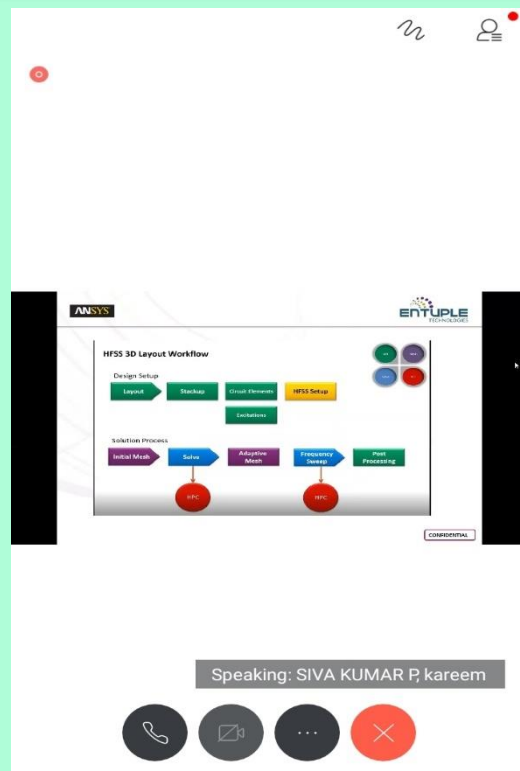 ANSYS
ENTUPLE
TECHNOLOGIES
HFSS 3D Layout Workflow
Design Setup
Layout
Stackup
Circuit Elements
HFSS Setup
Excitations
Solution Process
Initial Mesh
Solve
Adaptive
Mesh
Frequency
Sweep
Post
Processing
HPC
HPC
CONFIDENTIAL
Speaking: SIVA KUMAR P, kareem